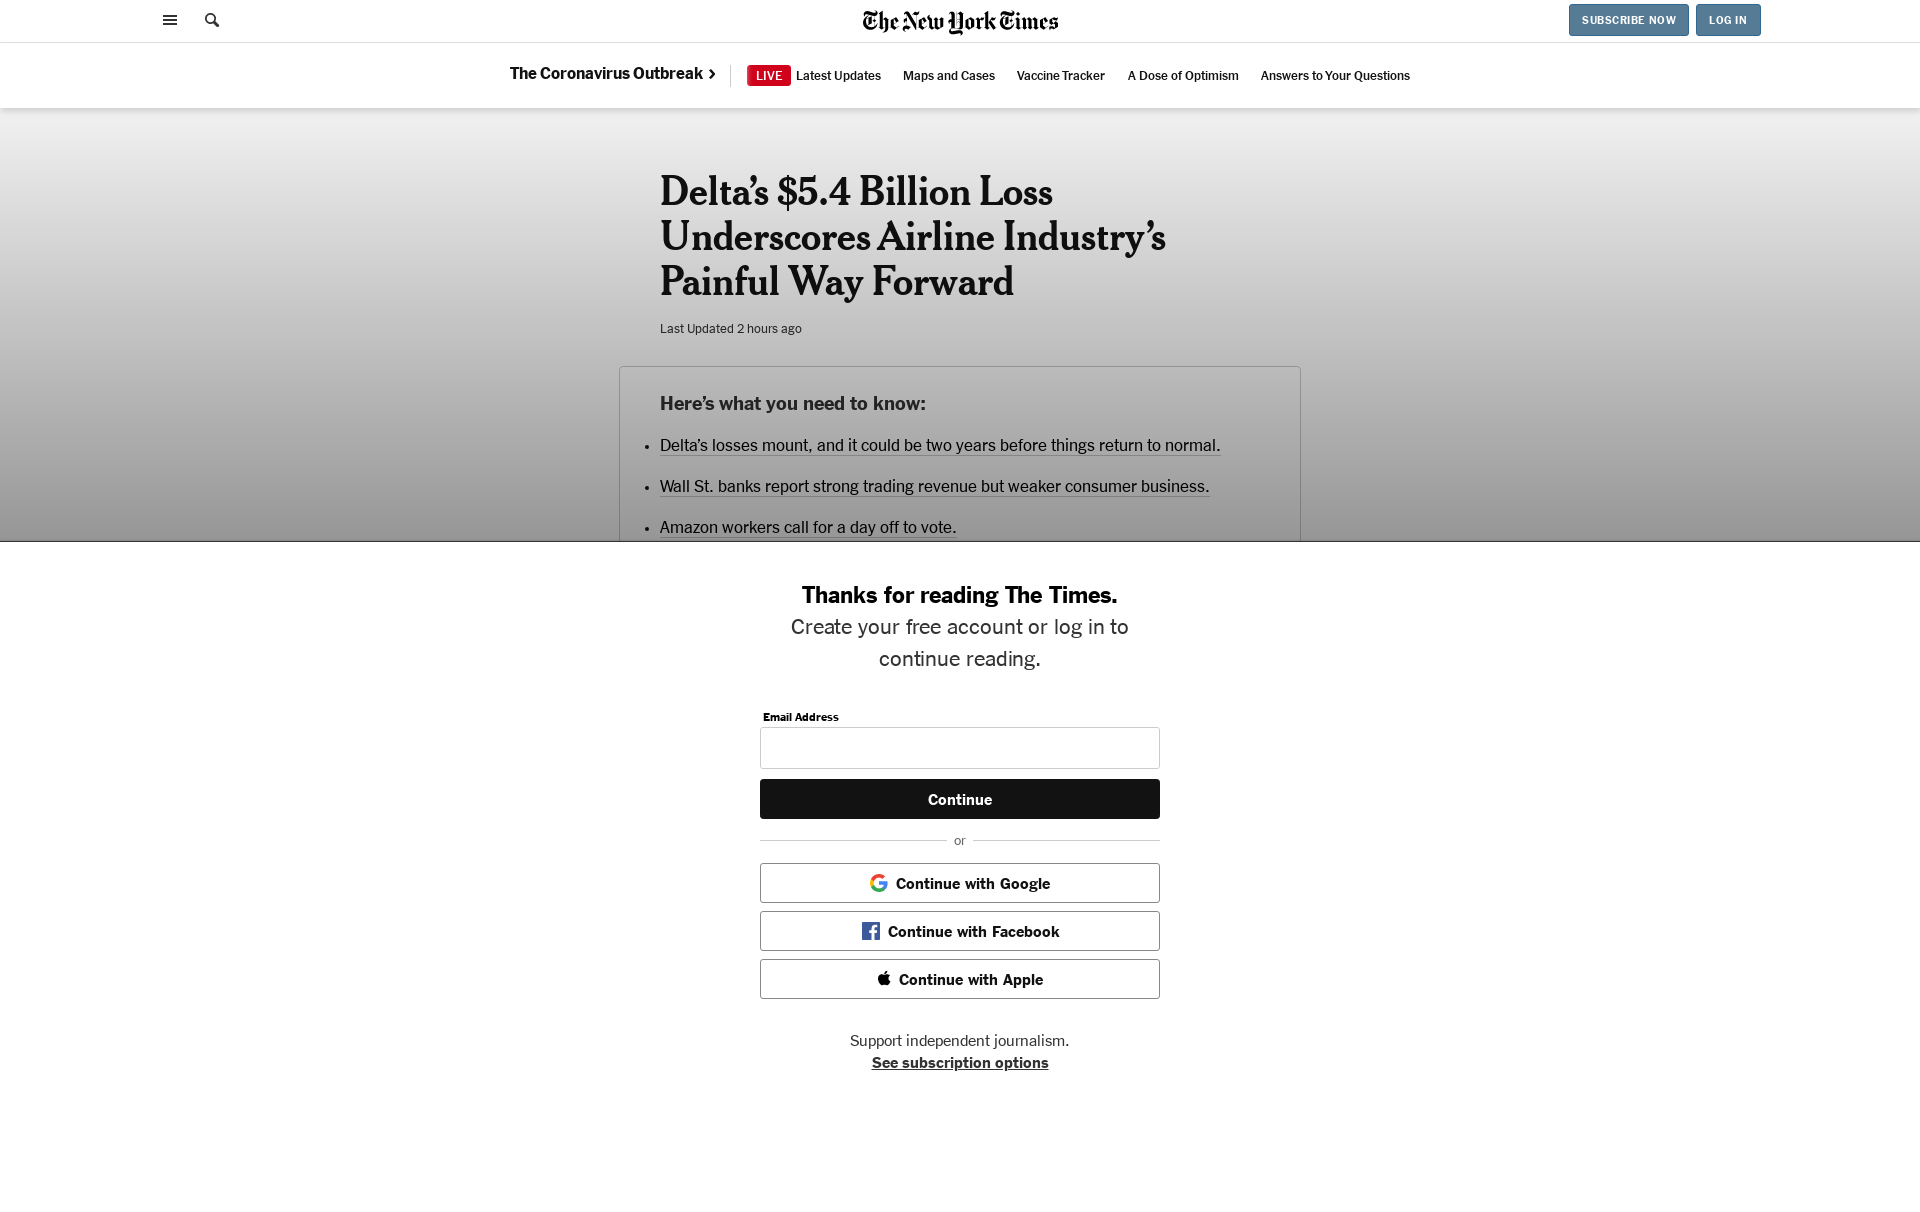 The New York Times
SUBSCRIBE NOW
LOG IN
The Coronavirus Outbreak ›
LIVE Latest Updates
Maps and Cases
Vaccine Tracker
A Dose of Optimism
Answers to Your Questions
Delta’s $5.4 Billion Loss
Underscores Airline Industry’s
Painful Way Forward
Last Updated 2 hours ago
Here’s what you need to know:
• Delta’s losses mount, and it could be two years before things return to normal.
• Wall St. banks report strong trading revenue but weaker consumer business.
• Amazon workers call for a day off to vote.
Thanks for reading The Times.
Create your free account or log in to
continue reading.
Email Address
Continue
or
Continue with Google
Continue with Facebook
Continue with Apple
Support independent journalism.
See subscription options